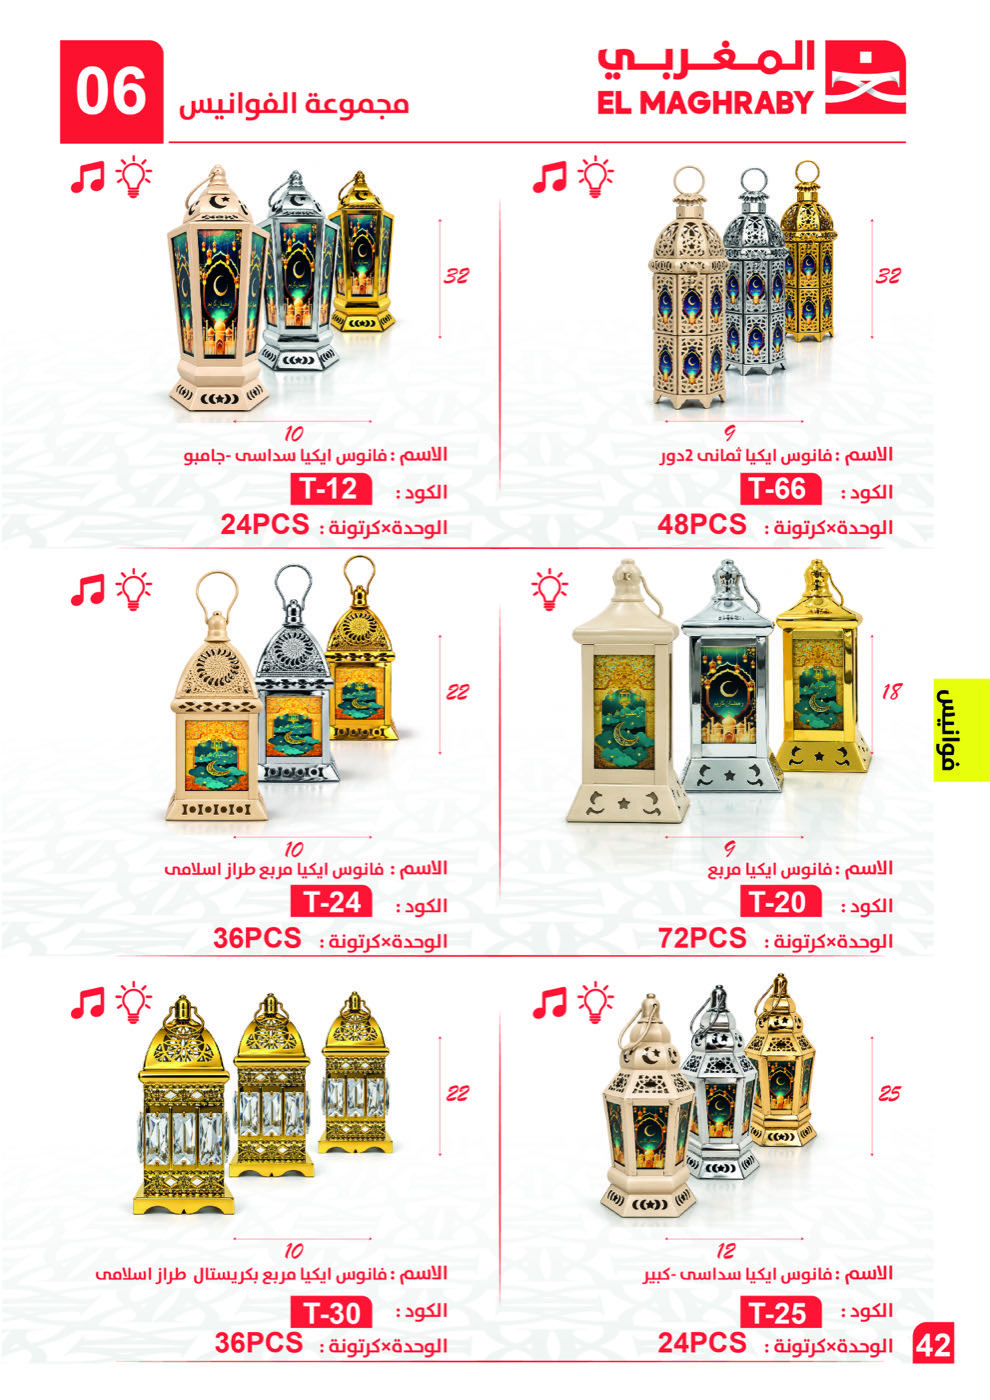 المغربي
EL MAGHRABY
06
مجموعة الفوانيس
32
9
الاسم : فانوس ايكيا ثمانى 2دور
الكود : T-66
الوحدة×كرتونة : 48PCS
32
10
الاسم : فانوس ايكيا سداسى -جامبو
الكود : T-12
الوحدة×كرتونة : 24PCS
18
9
الاسم : فانوس ايكيا مربع
الكود : T-20
الوحدة×كرتونة : 72PCS
22
10
الاسم : فانوس ايكيا مربع طراز اسلامى
الكود : T-24
الوحدة×كرتونة : 36PCS
فوانيس
25
12
الاسم : فانوس ايكيا سداسى -كبير
الكود : T-25
الوحدة×كرتونة : 24PCS
22
10
الاسم : فانوس ايكيا مربع بكريستال طراز اسلامى
الكود : T-30
الوحدة×كرتونة : 36PCS
42